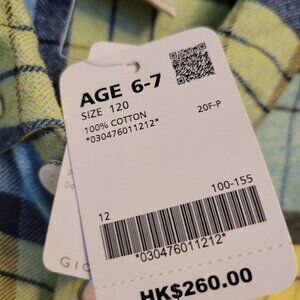 AGE 6-7
SIZE 120
100% COTTON 20F-P
*030476011212*
100-155
12
*030476011212*
HK$260.00